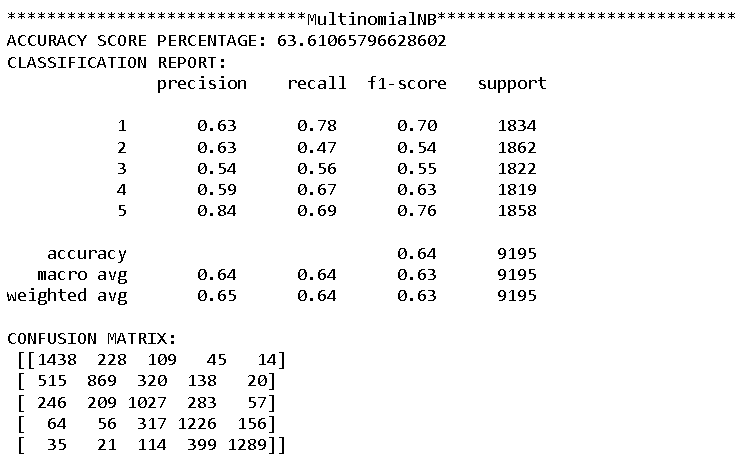 ******************************MultinomialNB******************************
ACCURACY SCORE PERCENTAGE: 63.61065796628602
CLASSIFICATION REPORT:
              precision    recall  f1-score   support

           1       0.63      0.78      0.70      1834
           2       0.63      0.47      0.54      1862
           3       0.54      0.56      0.55      1822
           4       0.59      0.67      0.63      1819
           5       0.84      0.69      0.76      1858

    accuracy                           0.64      9195
   macro avg       0.64      0.64      0.63      9195
weighted avg       0.65      0.64      0.63      9195

CONFUSION MATRIX:
 [[1438  228  109   45   14]
 [ 515  869  320  138   20]
 [ 246  209 1027  283   57]
 [  64   56  317 1226  156]
 [  35   21  114  399 1289]]